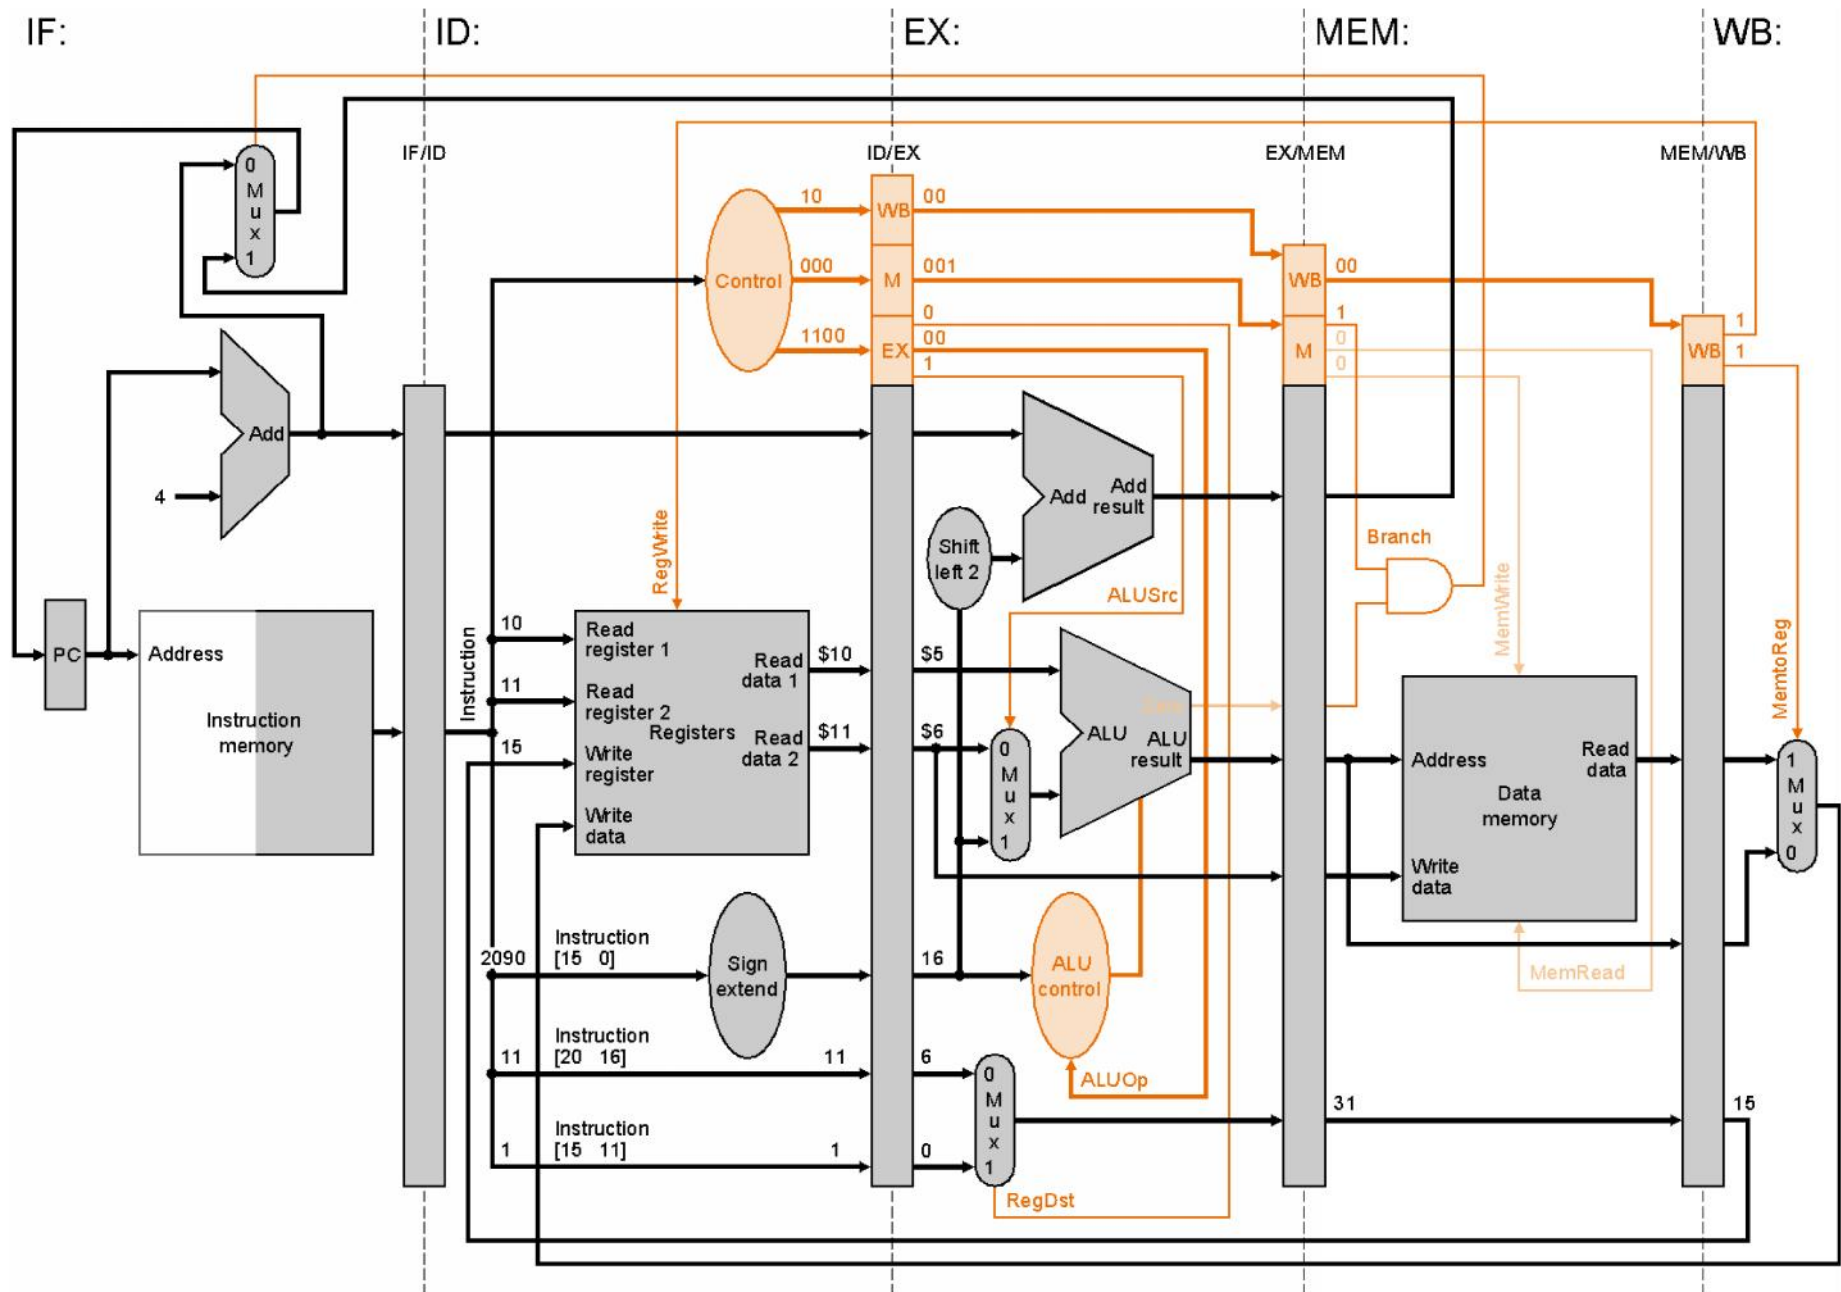 IF:
ID:
EX:
MEM:
WB:
IF/ID
ID/EX
EX/MEM
MEM/WB
0
M
u
x
1
10
WB
00
Control
000
M
001
WB
00
0
1
1100
EX
00
1
M
0
0
WB
1
1
Add
4
Add
Add
result
Shift
left 2
RegWrite
ALUSrc
Branch
MemWrite
MemtoReg
PC
Address
Instruction
memory
Instruction
10
Read
register 1
11
Read
register 2
Registers
15
Write
register
Write
data
Read
data 1
$10
Read
data 2
$11
$5
$6
0
M
u
x
1
Zero
ALU
ALU
result
Address
Read
data
Data
memory
Write
data
1
M
u
x
0
2090
Instruction
[15 0]
Sign
extend
16
ALU
control
MemRead
11
Instruction
[20 16]
11
6
0
M
u
x
1
ALUOp
31
15
1
Instruction
[15 11]
1
0
RegDst